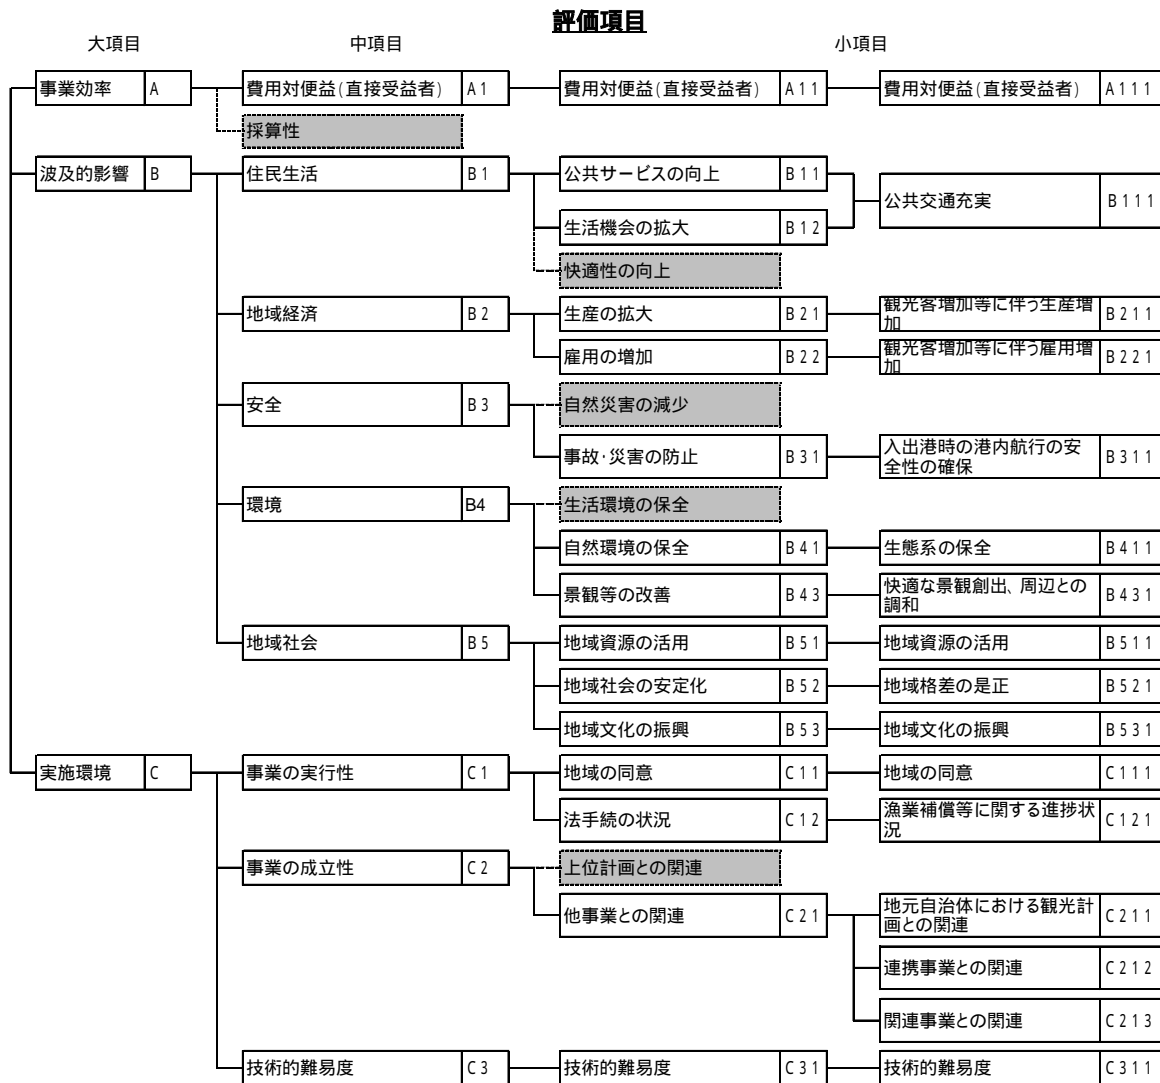 評価項目
大項目 中項目 小項目
事業効率 A 費用対便益(直接受益者) A1 費用対便益(直接受益者) A11 費用対便益(直接受益者) A111
採算性
波及的影響 B 住民生活 B1 公共サービスの向上 B11
公共交通充実 B111
生活機会の拡大 B12
快適性の向上
地域経済 B2 生産の拡大 B21 観光客増加等に伴う生産増
加 B211
雇用の増加 B22 観光客増加等に伴う雇用増
加 B221
安全 B3 自然災害の減少
事故・災害の防止 B31 入出港時の港内航行の安
全性の確保 B311
環境 B4 生活環境の保全
自然環境の保全 B41 生態系の保全 B411
景観等の改善 B43 快適な景観創出、周辺との
調和 B431
地域社会 B5 地域資源の活用 B51 地域資源の活用 B511
地域社会の安定化 B52 地域格差の是正 B521
地域文化の振興 B53 地域文化の振興 B531
実施環境 C 事業の実行性 C1 地域の同意 C11 地域の同意 C111
法手続の状況 C12 漁業補償等に関する進捗状
況 C121
事業の成立性 C2 上位計画との関連
他事業との関連 C21 地元自治体における観光計
画との関連 C211
連携事業との関連 C212
関連事業との関連 C213
技術的難易度 C3 技術的難易度 C31 技術的難易度 C311